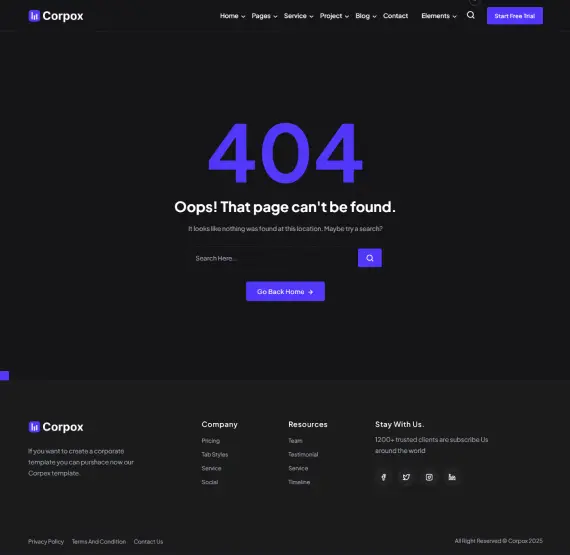 Corpox
Home Pages Service Project Blog Contact Elements Start Free Trial
404
Oops! That page can't be found.
It looks like nothing was found at this location. Maybe try a search?
Search Here...
Go Back Home →
Corpox
If you want to create a corporate
template you can purshace now our
Corpex template.
Company
Pricing
Tab Styles
Service
Social
Resources
Team
Testimonial
Service
Timeline
Stay With Us.
1200+ trusted clients are subscribe Us
around the world
Privacy Policy Terms And Condition Contact Us
All Right Reserved © Corpox 2025